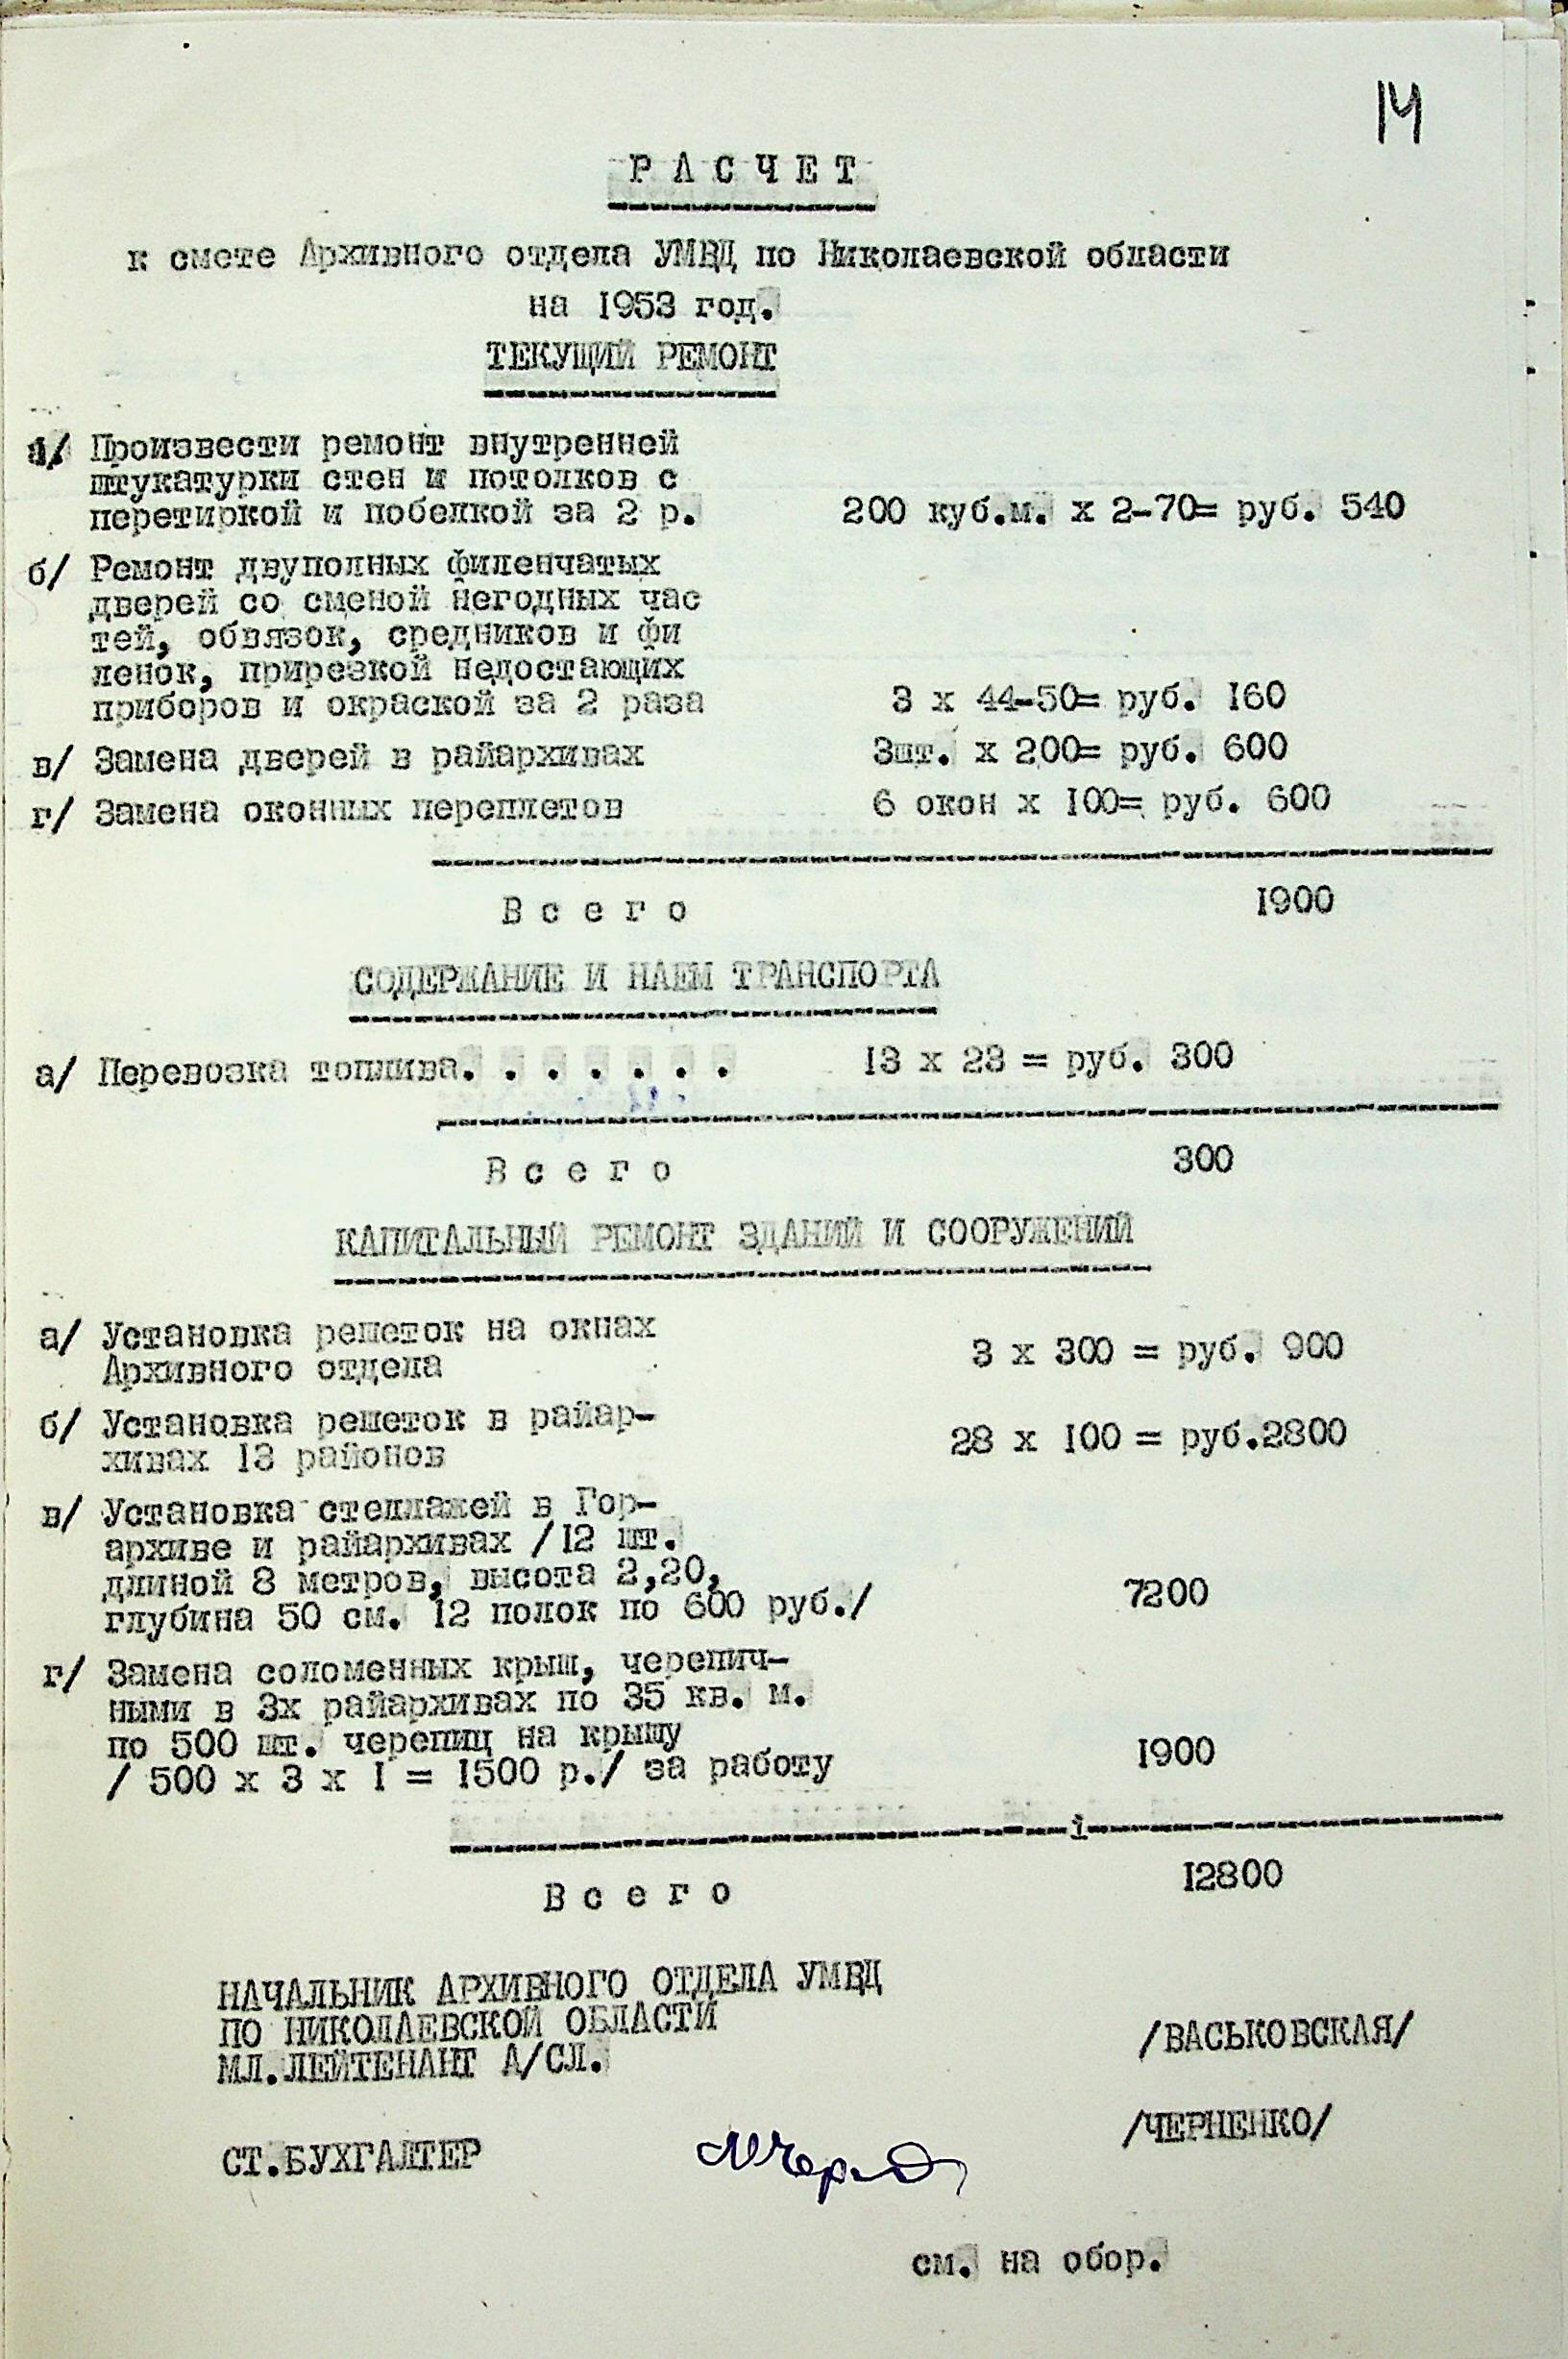 14
Р А С Ч Е Т
к смете Архивного отдела УМВД по Николаевской области
на 1953 год.
ТЕКУЩИЙ РЕМОНТ
а/ Произвести ремонт внутренней
штукатурки стен и потолков с
перетиркой и побелкой за 2 р. 200 куб.м. х 2-70= руб. 540
б/ Ремонт двуполных филенчатых
дверей со сменой негодных час
тей, обвязок, средников и фи
ленок, прирезкой недостающих
приборов и окраской за 2 раза 3 х 44-50= руб. 160
в/ Замена дверей в райархивах 3шт. х 200= руб. 600
г/ Замена оконных переплетов 6 окон х 100= руб. 600
В с е г о 1900
СОДЕРЖАНИЕ И НАЕМ ТРАНСПОРТА
а/ Перевозка топлива. . . . . . . 13 х 23 = руб. 300
В с е г о 300
КАПИТАЛЬНЫЙ РЕМОНТ ЗДАНИЙ И СООРУЖЕНИЙ
а/ Установка решеток на окнах
Архивного отдела 3 х 300 = руб. 900
б/ Установка решеток в райар-
хивах 13 районов 28 х 100 = руб.2800
в/ Установка стеллажей в Гор-
архиве и райархивах /12 шт.
длиной 8 метров, высота 2,20,
глубина 50 см. 12 полок по 600 руб./ 7200
г/ Замена соломенных крыш, черепич-
ными в 3х райархивах по 35 кв. м.
по 500 шт. черепиц на крышу
/ 500 х 3 х 1 = 1500 р./ за работу 1900
В с е г о 12800
НАЧАЛЬНИК АРХИВНОГО ОТДЕЛА УМВД
ПО НИКОЛАЕВСКОЙ ОБЛАСТИ
МЛ.ЛЕЙТЕНАНТ А/СЛ. /ВАСЬКОВСКАЯ/
СТ.БУХГАЛТЕР /ЧЕРНЕНКО/
см. на обор.